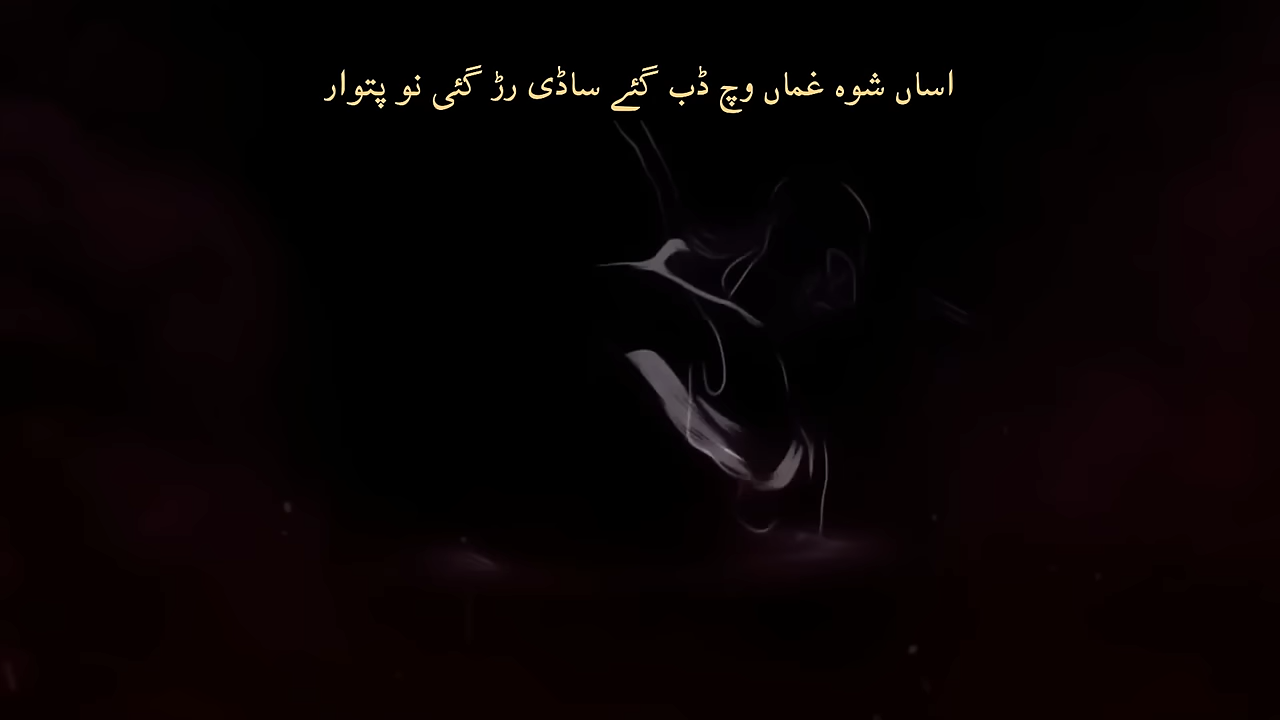 اساں شوہ غماں وچ ڈب گئے ساڈی رڑ گئی نو پتوار